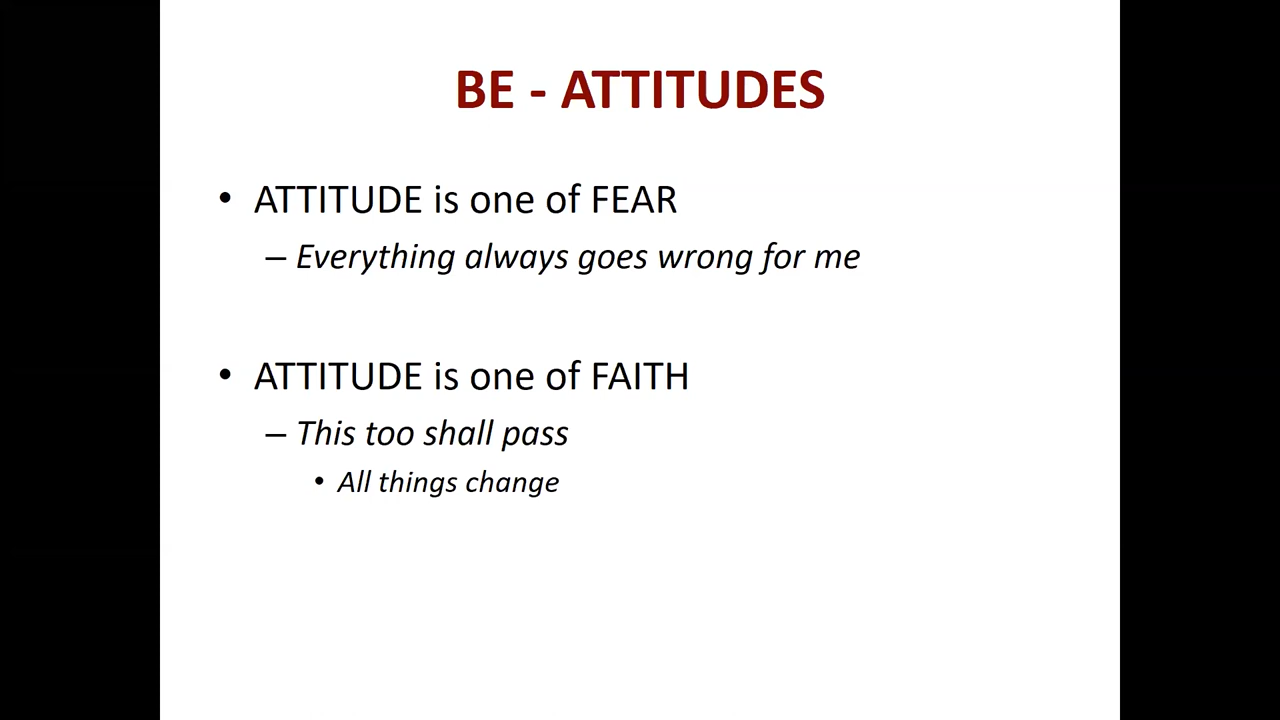 BE - ATTITUDES
• ATTITUDE is one of FEAR
– Everything always goes wrong for me
• ATTITUDE is one of FAITH
– This too shall pass
• All things change